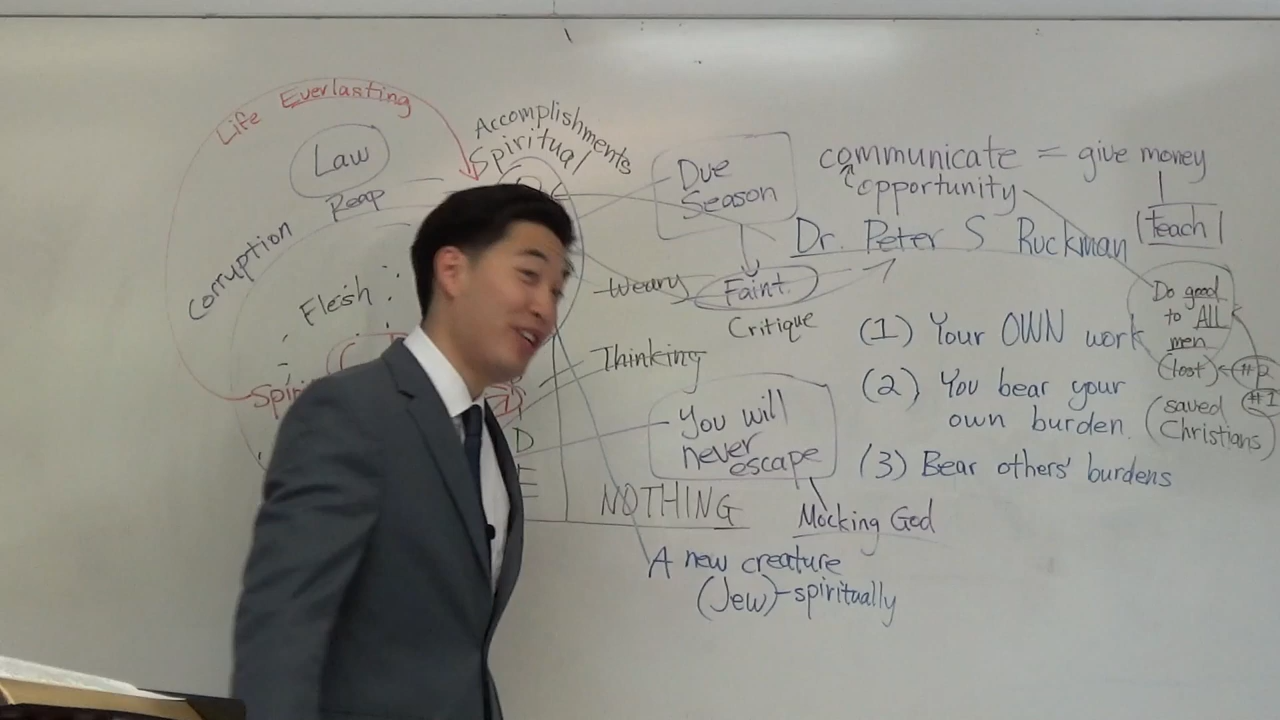 Life Everlasting
Law
Reap
Corruption
Flesh
Accomplishments
Spiritual
Due
Season
Weary
Faint.
Critique
Thinking
You will
never
escape
NOTHING
Mocking God
A new creature
(Jew)-spiritually
communicate = give money
opportunity
teach
Dr. Peter S Ruckman
Do good
to ALL
men
(lost)
#2
#1
(saved
Christians)
(1) Your OWN work
(2) You bear your
own burden.
(3) Bear others' burdens